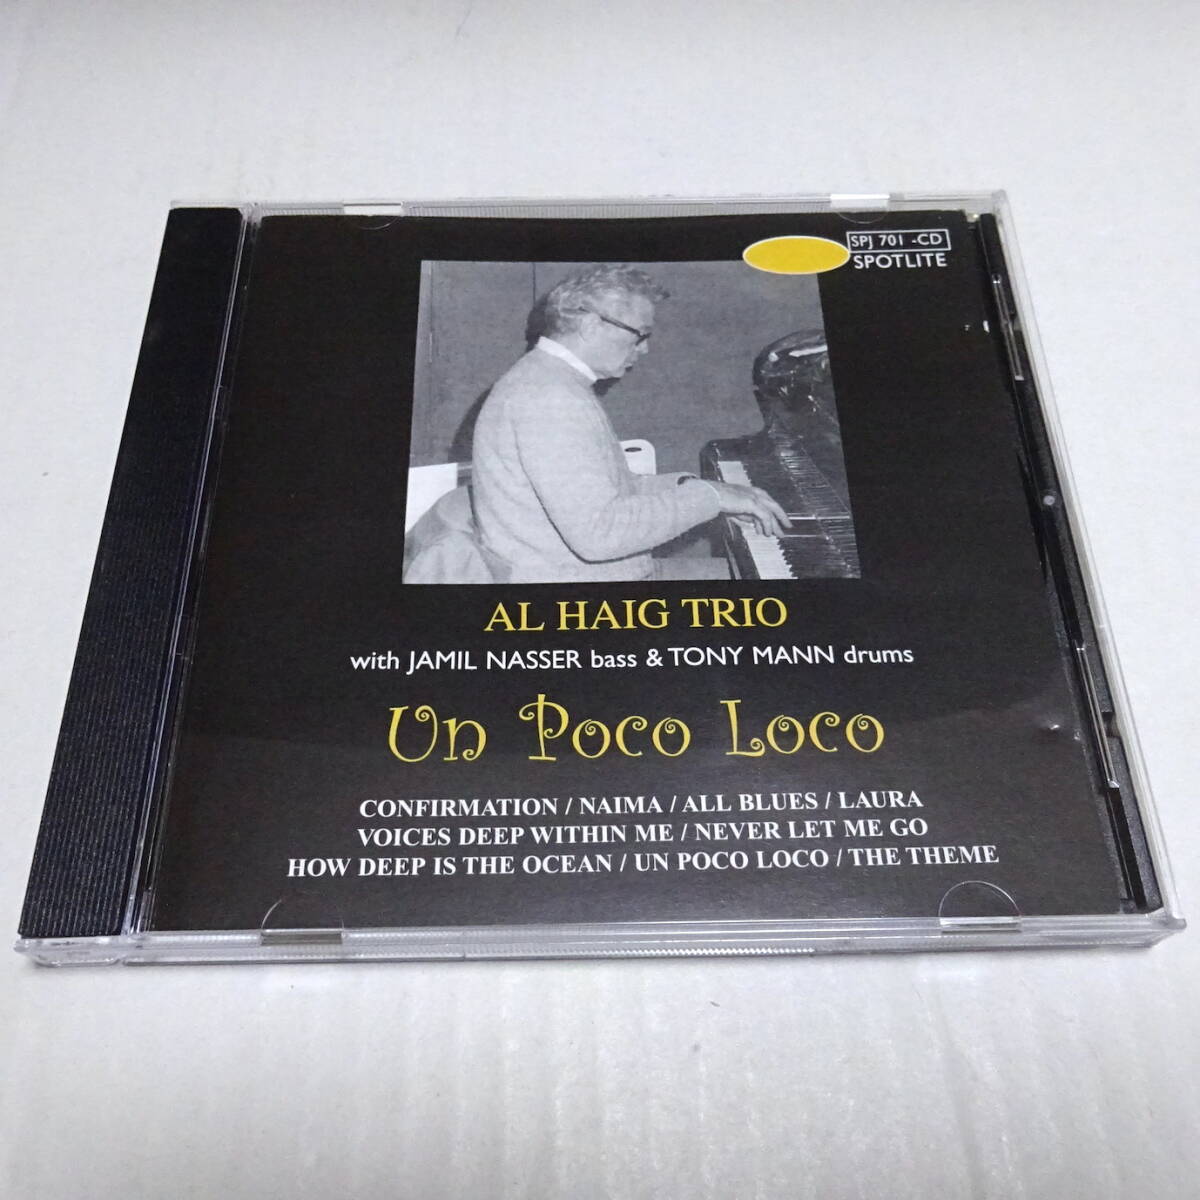 SPJ 701 -CD
SPOTLITE
AL HAIG TRIO
with JAMIL NASSER bass & TONY MANN drums
Un Poco Loco
CONFIRMATION / NAIMA / ALL BLUES / LAURA
VOICES DEEP WITHIN ME / NEVER LET ME GO
HOW DEEP IS THE OCEAN / UN POCO LOCO / THE THEME